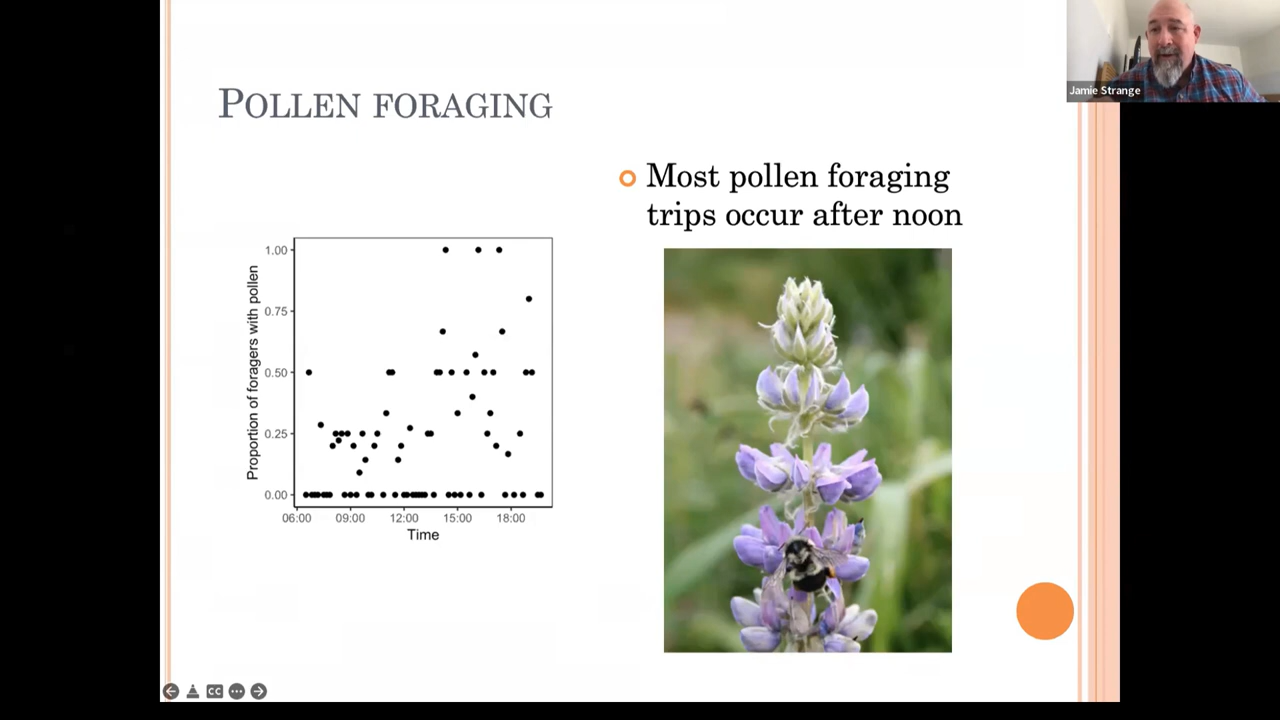 POLLEN FORAGING
Jamie Strange
Most pollen foraging
trips occur after noon
Proportion of foragers with pollen
1.00
0.75
0.50
0.25
0.00
06:00 09:00 12:00 15:00 18:00
Time
CC